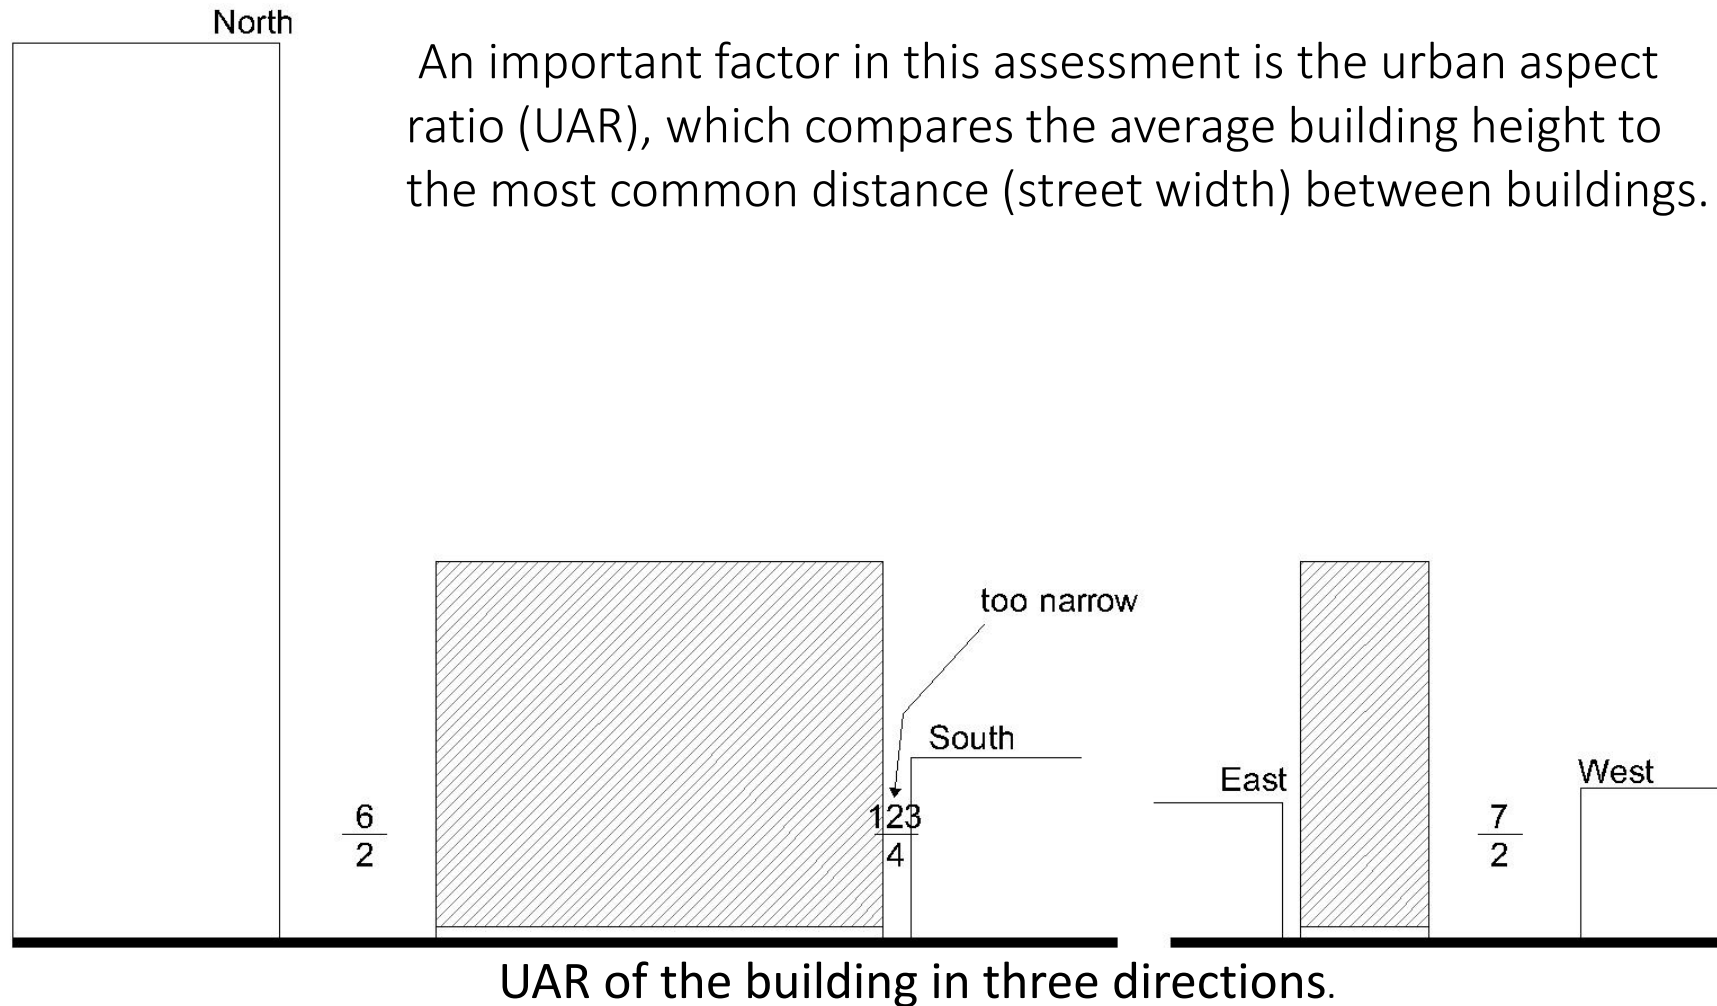 North
An important factor in this assessment is the urban aspect
ratio (UAR), which compares the average building height to
the most common distance (street width) between buildings.
too narrow
South
East
West
6
2
123
4
7
2
UAR of the building in three directions.